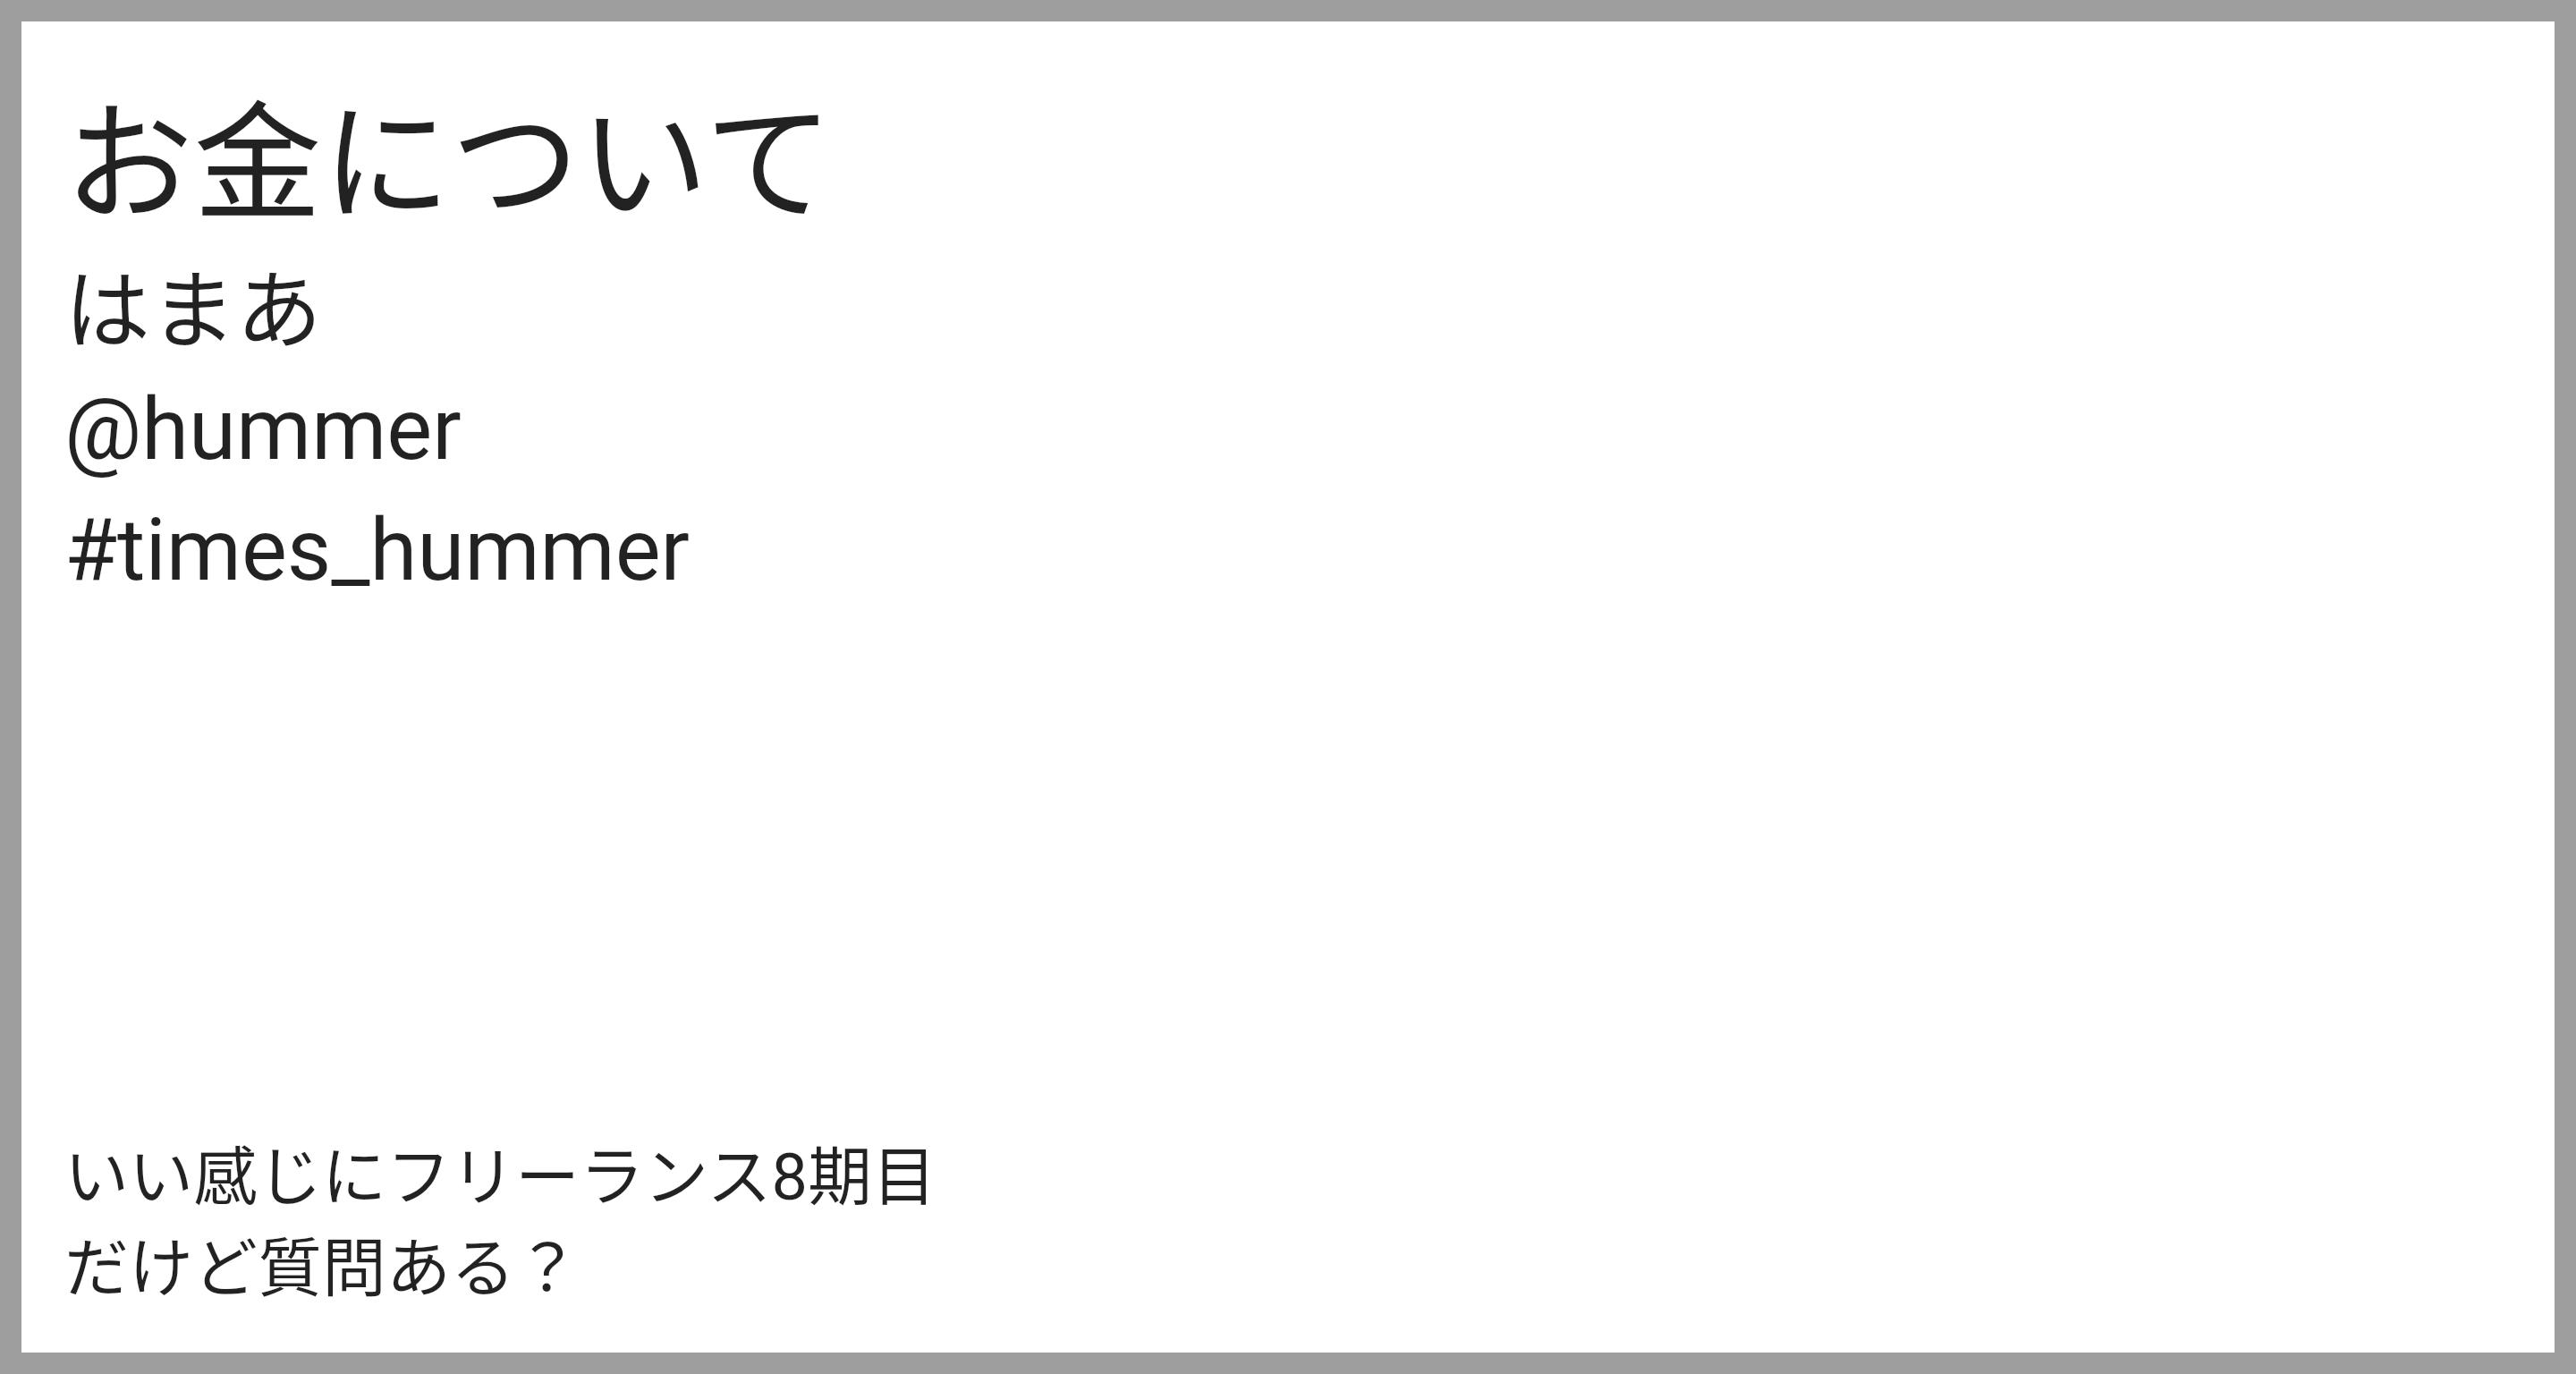 お金について
はまあ
@hummer
#times_hummer
いい感じにフリーランス8期目
だけど質問ある？